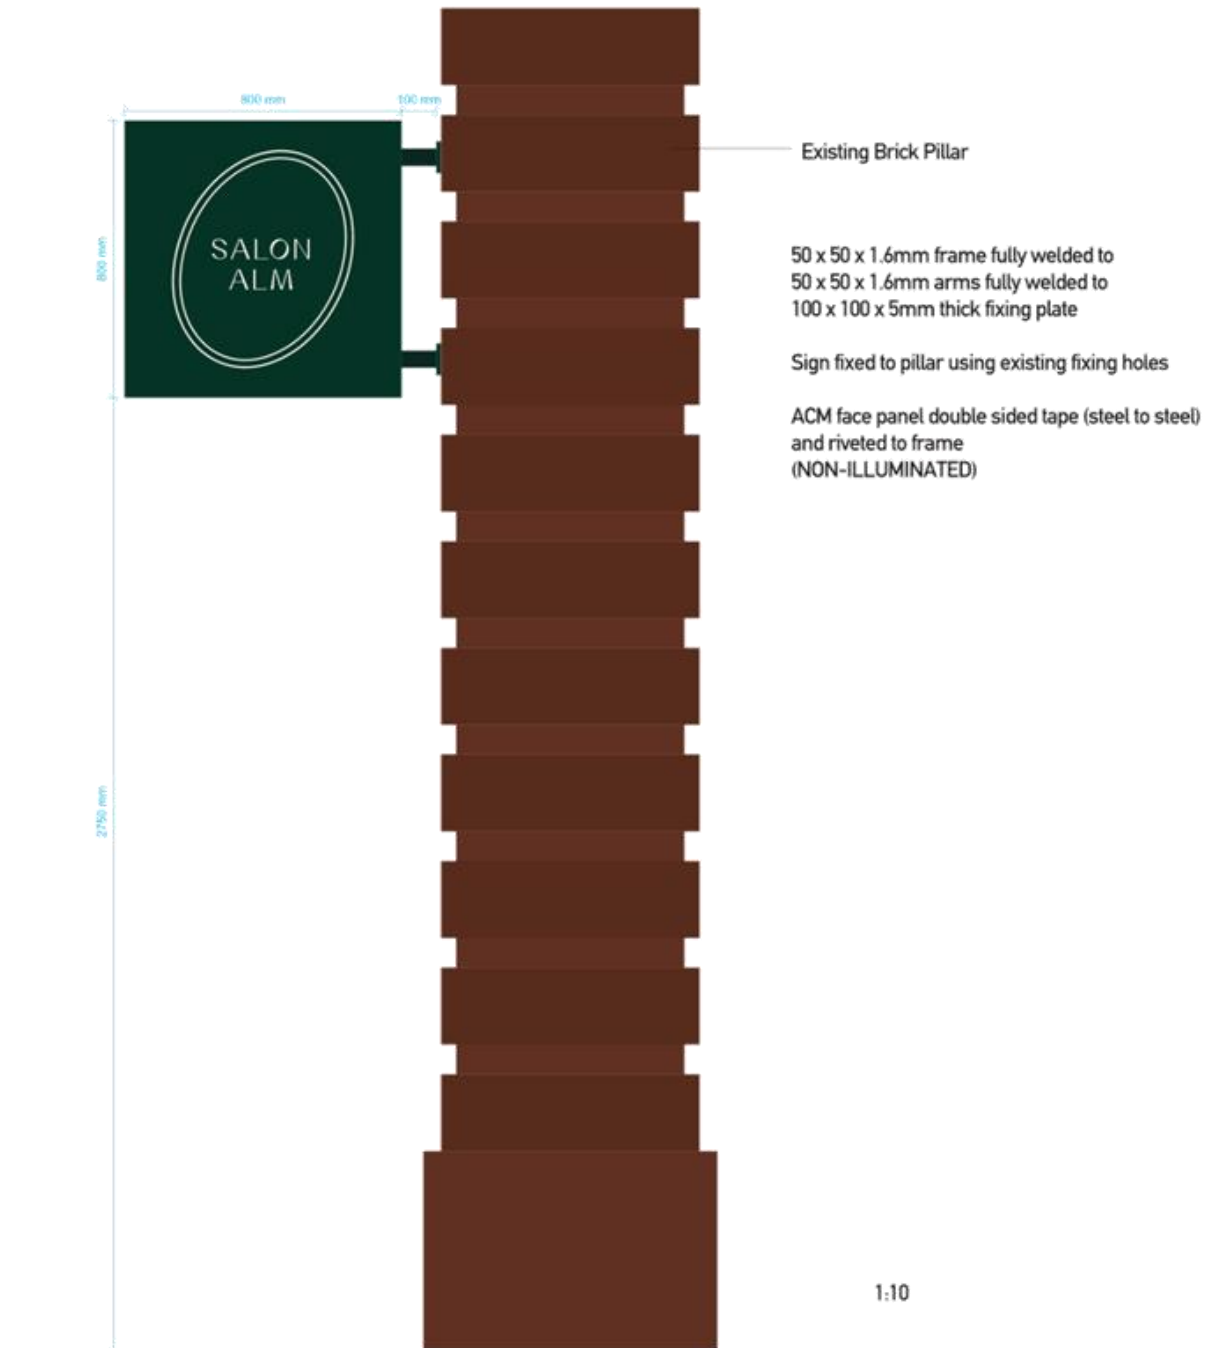 800 mm
100 mm
Existing Brick Pillar
800 mm
SALON
ALM
50 x 50 x 1.6mm frame fully welded to
50 x 50 x 1.6mm arms fully welded to
100 x 100 x 5mm thick fixing plate
Sign fixed to pillar using existing fixing holes
ACM face panel double sided tape (steel to steel)
and riveted to frame
(NON-ILLUMINATED)
2750 mm
1:10